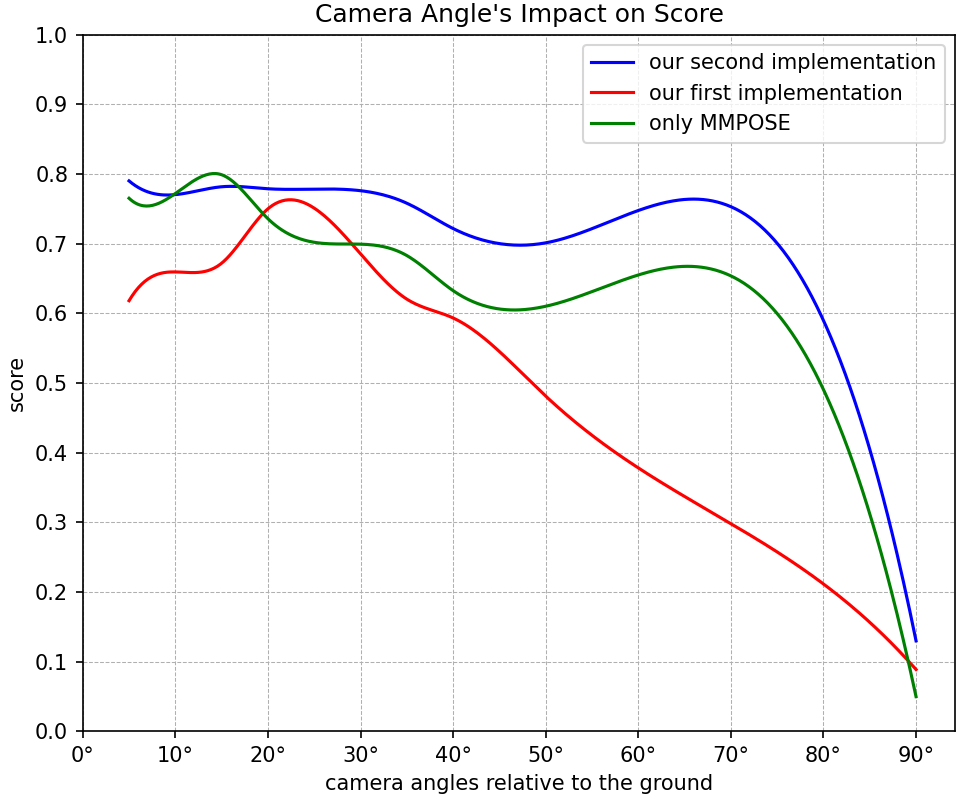 Camera Angle's Impact on Score
our second implementation
our first implementation
only MMPOSE
1.0
0.9
0.8
0.7
0.6
0.5
0.4
0.3
0.2
0.1
0.0
score
0° 10° 20° 30° 40° 50° 60° 70° 80° 90°
camera angles relative to the ground